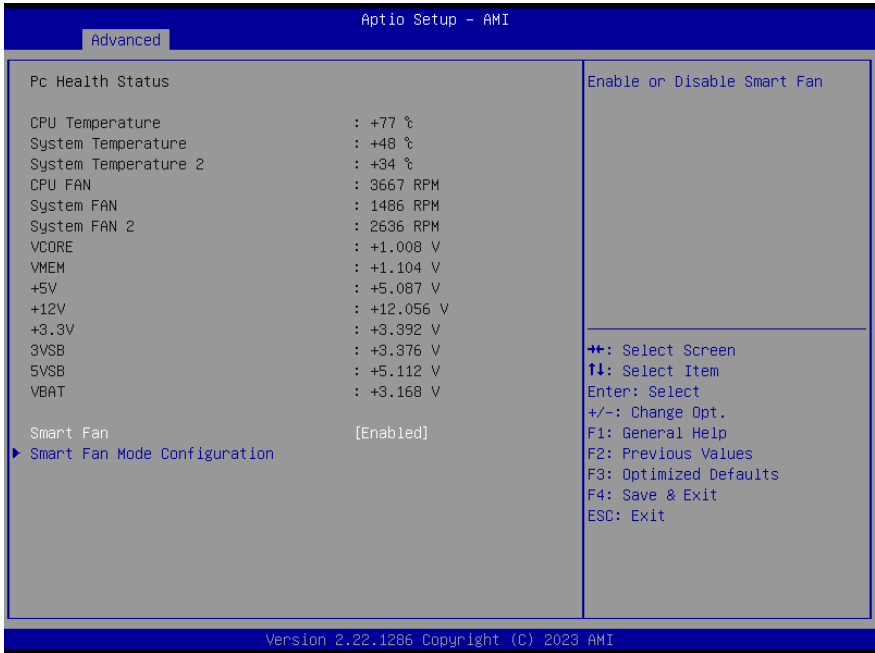 Aptio Setup - AMI
Advanced
Pc Health Status
CPU Temperature : +77 ℃
System Temperature : +48 ℃
System Temperature 2 : +34 ℃
CPU FAN : 3667 RPM
System FAN : 1486 RPM
System FAN 2 : 2636 RPM
VCORE : +1.008 V
VMEM : +1.104 V
+5V : +5.087 V
+12V : +12.056 V
+3.3V : +3.392 V
3VSB : +3.376 V
5VSB : +5.112 V
VBAT : +3.168 V
Smart Fan [Enabled]
Smart Fan Mode Configuration
Enable or Disable Smart Fan
→←: Select Screen
↑↓: Select Item
Enter: Select
+/-: Change Opt.
F1: General Help
F2: Previous Values
F3: Optimized Defaults
F4: Save & Exit
ESC: Exit
Version 2.22.1286 Copyright (C) 2023 AMI